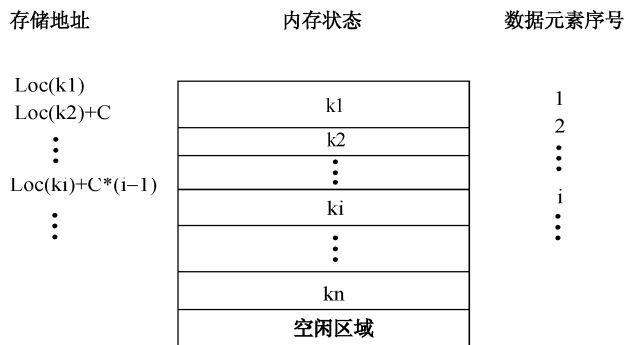 存储地址 内存状态 数据元素序号
Loc(k1) k1 1
Loc(k2)+C k2 2
Loc(ki)+C*(i−1) ki i
kn
空闲区域